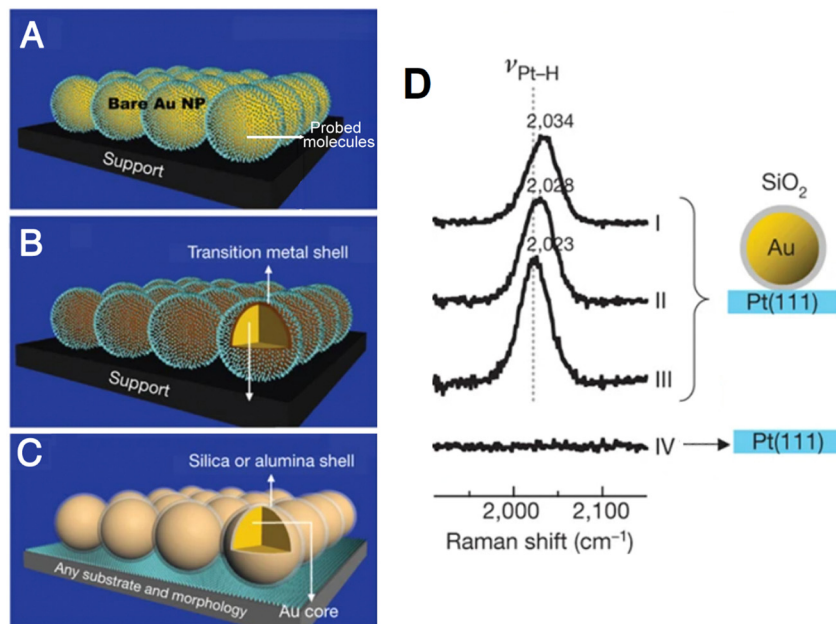 A
Bare Au NP
Probed
molecules
Support
B
Transition metal shell
Support
C
Silica or alumina shell
Any substrate and morphology
Au core
D
νPt–H
2,034
I
2,028
II
2,023
III
IV
SiO2
Au
Pt(111)
Pt(111)
2,000 2,100
Raman shift (cm−1)